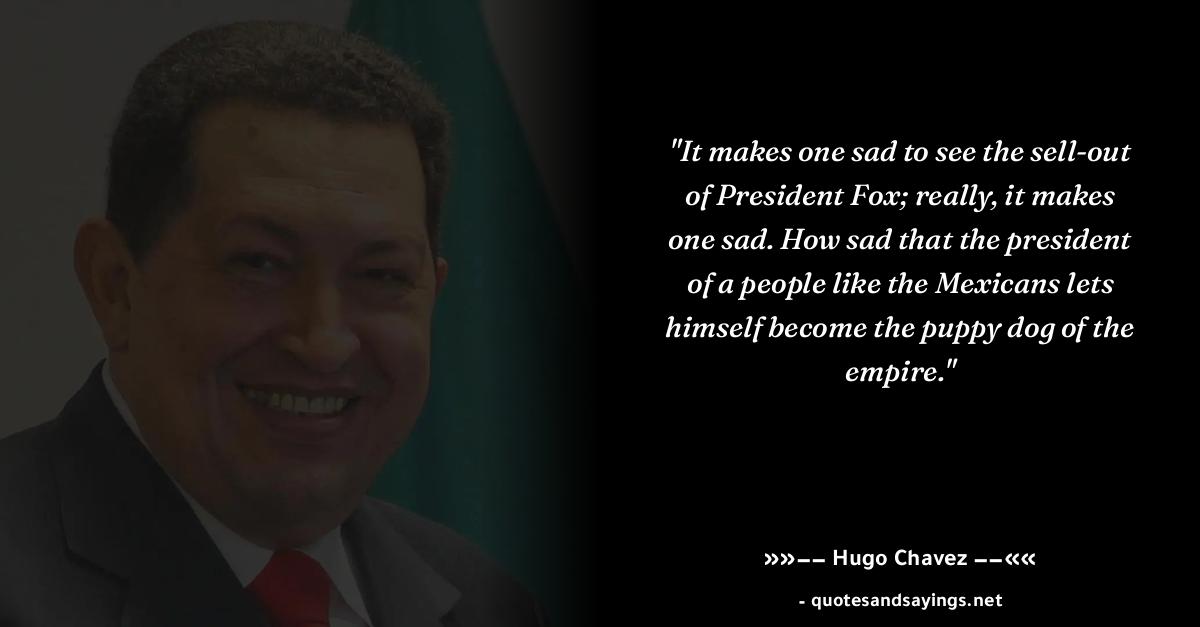 "It makes one sad to see the sell-out
of President Fox; really, it makes
one sad. How sad that the president
of a people like the Mexicans lets
himself become the puppy dog of the
empire."
»»−− Hugo Chavez −−««
- quotesandsayings.net